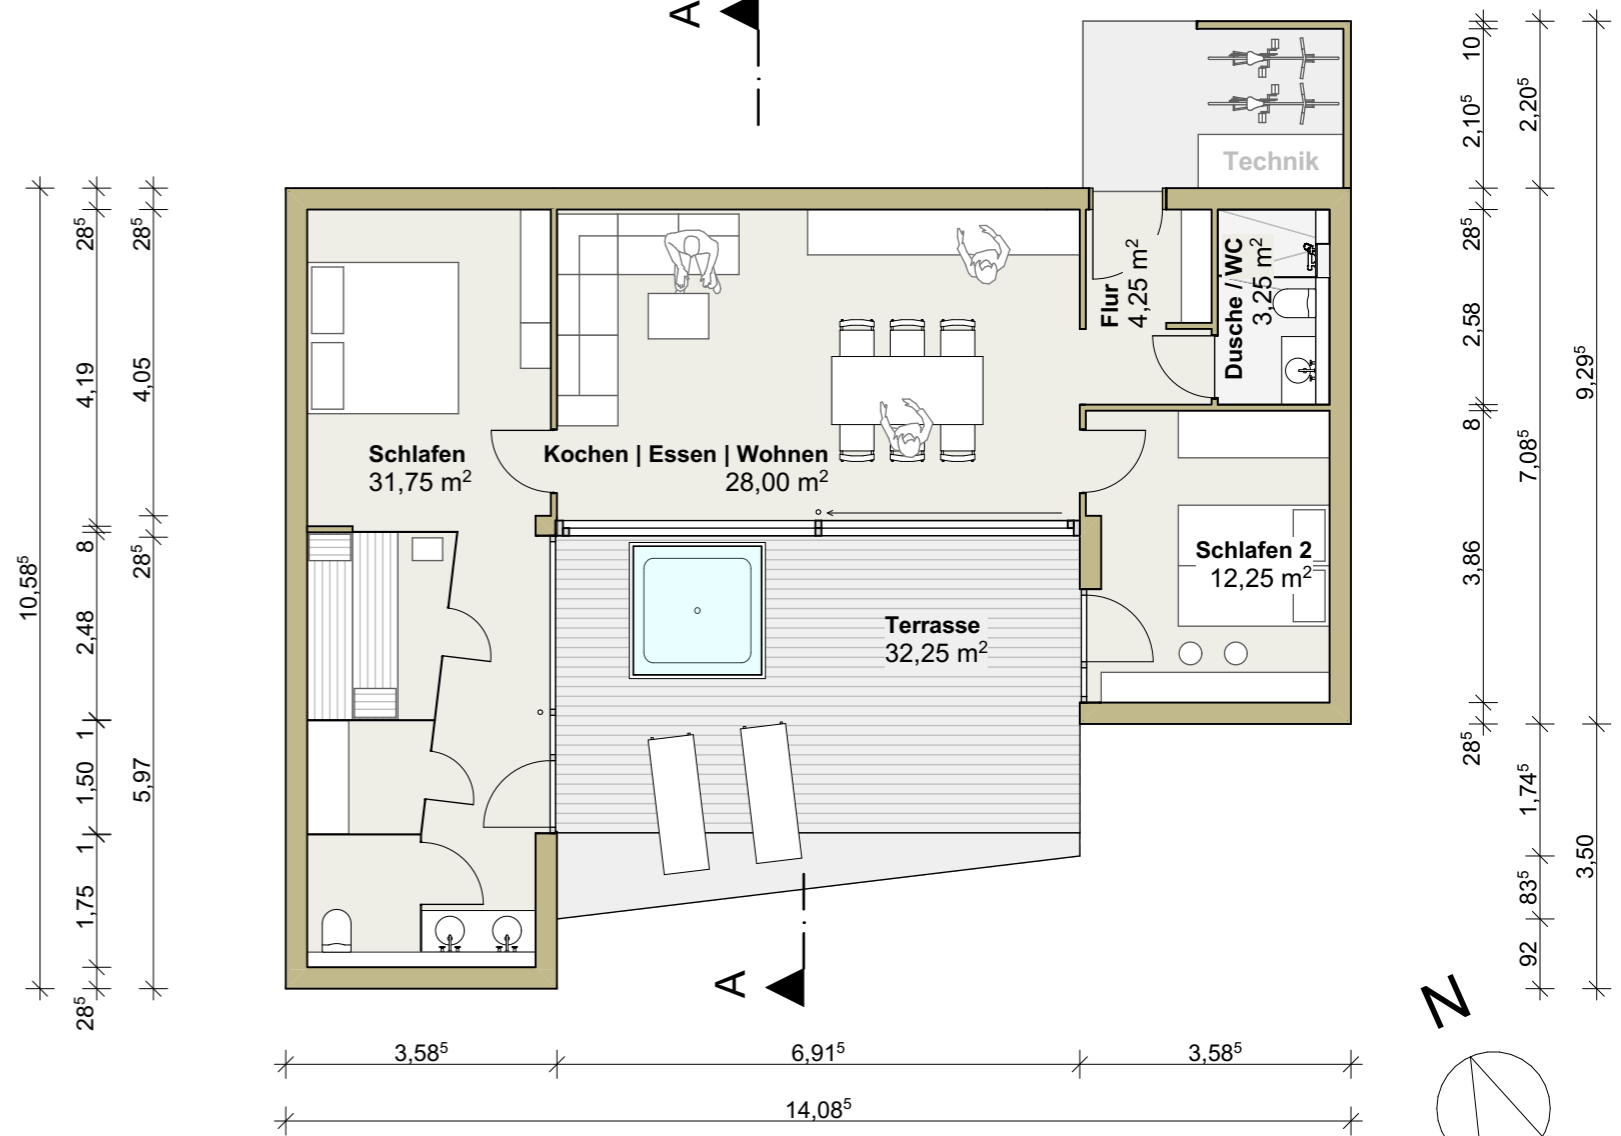 A
Technik
Flur
4,25 m²
Dusche / WC
3,25 m²
Schlafen
31,75 m²
Kochen | Essen | Wohnen
28,00 m²
Schlafen 2
12,25 m²
Terrasse
32,25 m²
A
N
10,58⁵
28⁵
4,19
8
2,48
1
1,50
1
1,75
28⁵
28⁵
4,05
28⁵
5,97
10
2,10⁵
28⁵
2,58
8
3,86
28⁵
2,20⁵
7,08⁵
1,74⁵
83⁵
92
9,29⁵
3,50
3,58⁵
6,91⁵
3,58⁵
14,08⁵